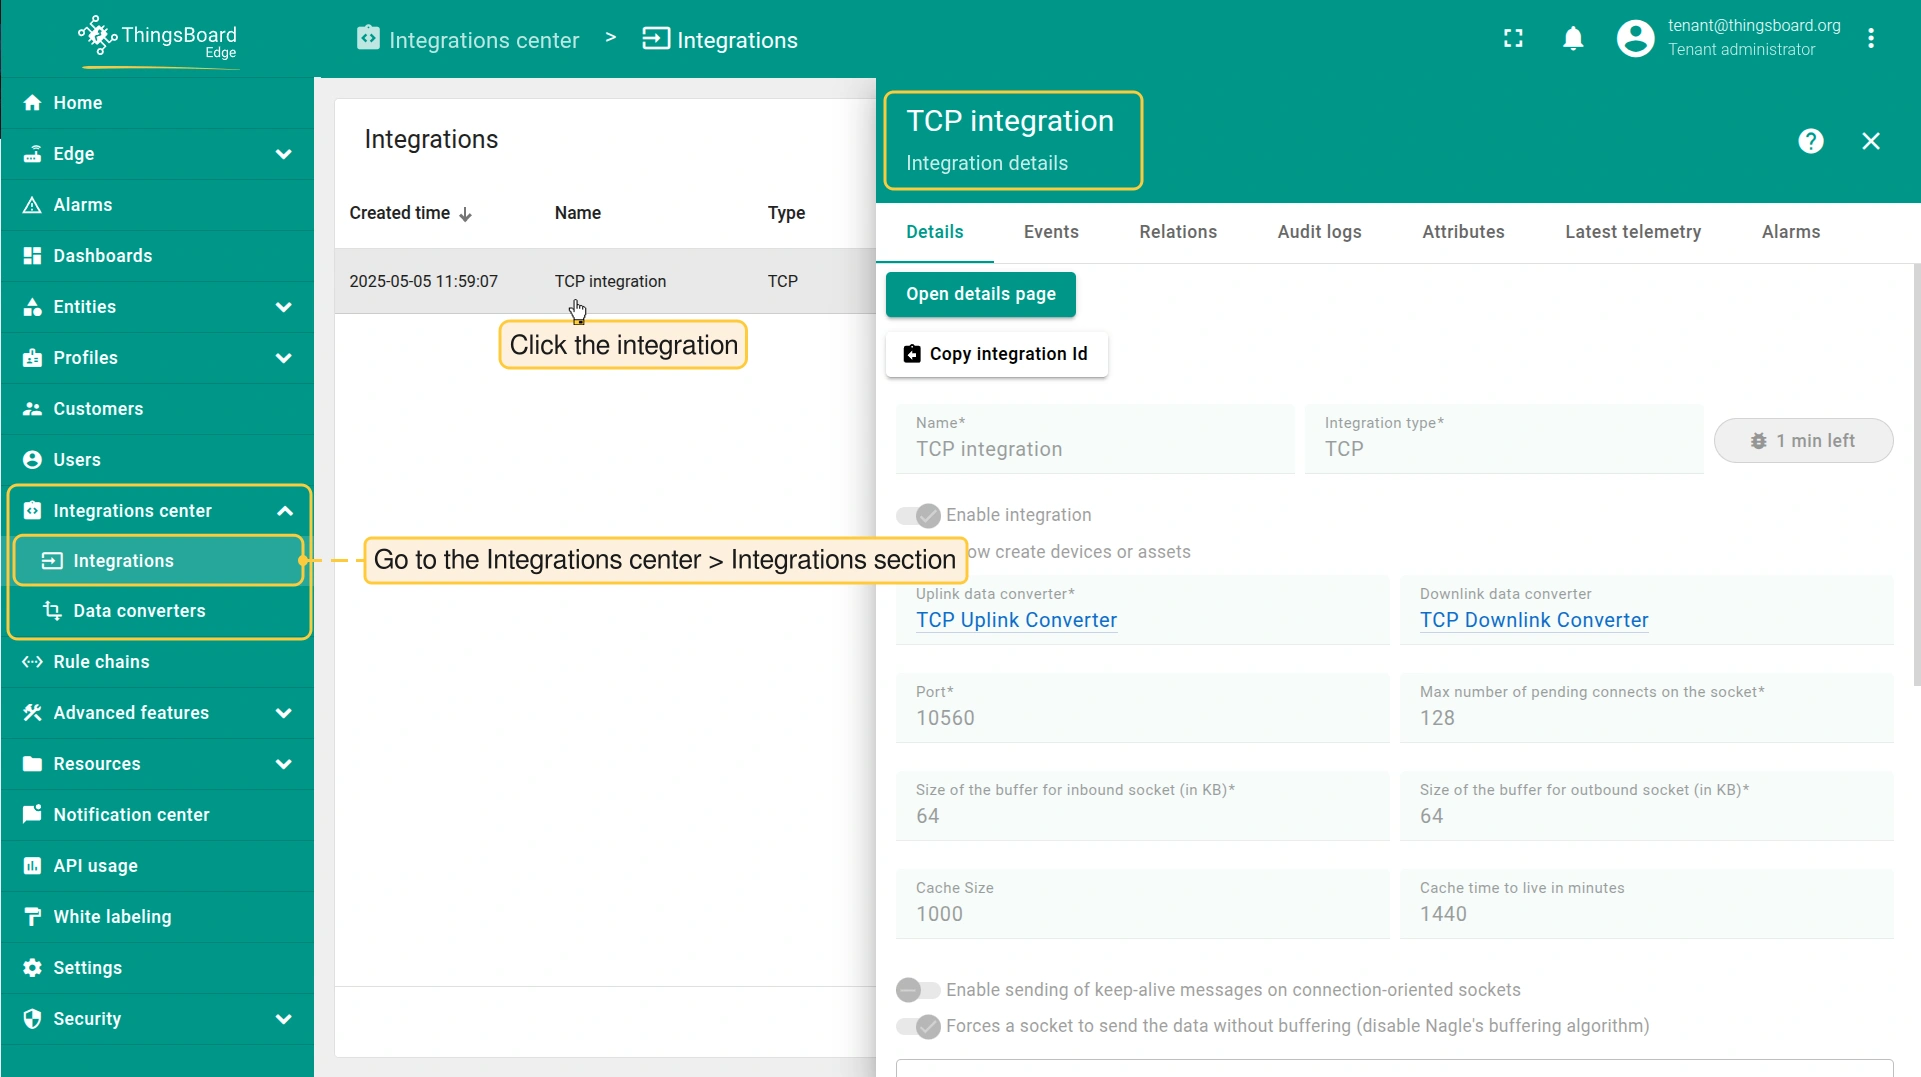 ThingsBoard
Edge
Integrations center > Integrations
tenant@thingsboard.org
Tenant administrator
Home
Edge
Alarms
Dashboards
Entities
Profiles
Customers
Users
Integrations center
Integrations
Data converters
Rule chains
Advanced features
Resources
Notification center
API usage
White labeling
Settings
Security
Integrations
Created time Name Type
2025-05-05 11:59:07 TCP integration TCP
Click the integration
Go to the Integrations center > Integrations section
TCP integration
Integration details
Details Events Relations Audit logs Attributes Latest telemetry Alarms
Open details page
Copy integration Id
Name* Integration type*
TCP integration TCP
1 min left
Enable integration
ow create devices or assets
Uplink data converter* Downlink data converter
TCP Uplink Converter TCP Downlink Converter
Port* Max number of pending connects on the socket*
10560 128
Size of the buffer for inbound socket (in KB)* Size of the buffer for outbound socket (in KB)*
64 64
Cache Size Cache time to live in minutes
1000 1440
Enable sending of keep-alive messages on connection-oriented sockets
Forces a socket to send the data without buffering (disable Nagle's buffering algorithm)